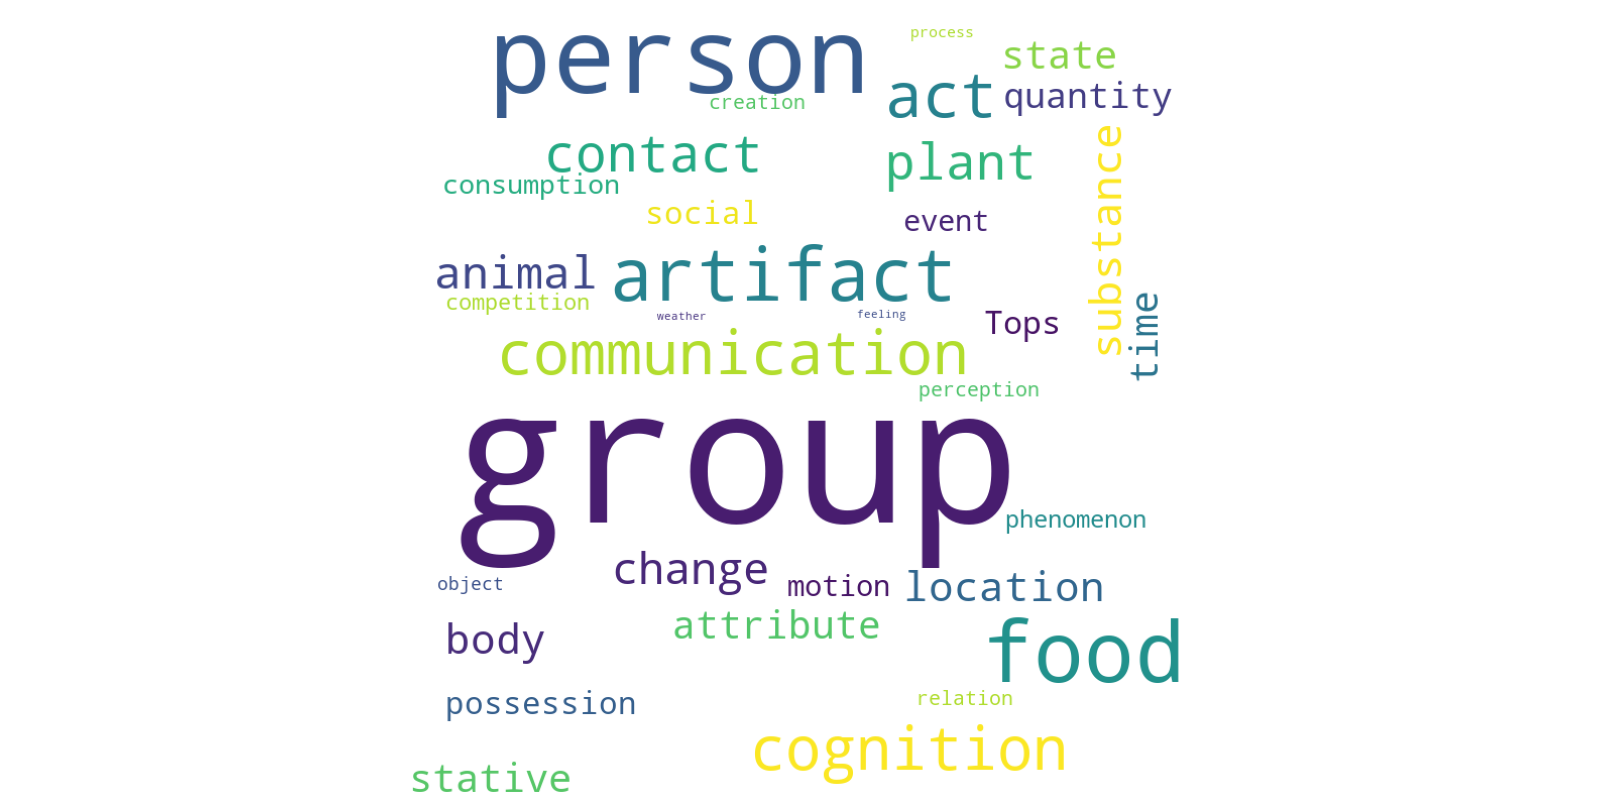 process
person
state
act
quantity
creation
contact
plant
substance
consumption
social
event
animal
artifact
competition
weather
feeling
Tops
time
communication
perception
group
phenomenon
change
object
motion
location
attribute
body
food
possession
relation
cognition
stative